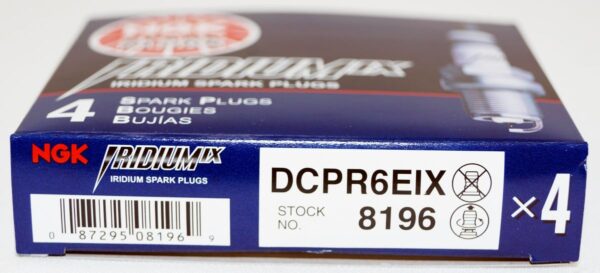 NGK
IRIDIUM IX
IRIDIUM SPARK PLUGS
4 SPARK PLUGS
BOUGIES
BUJÍAS
NGK IRIDIUM IX
IRIDIUM SPARK PLUGS
DCPR6EIX
STOCK NO. 8196
×4
0 87295 08196 9